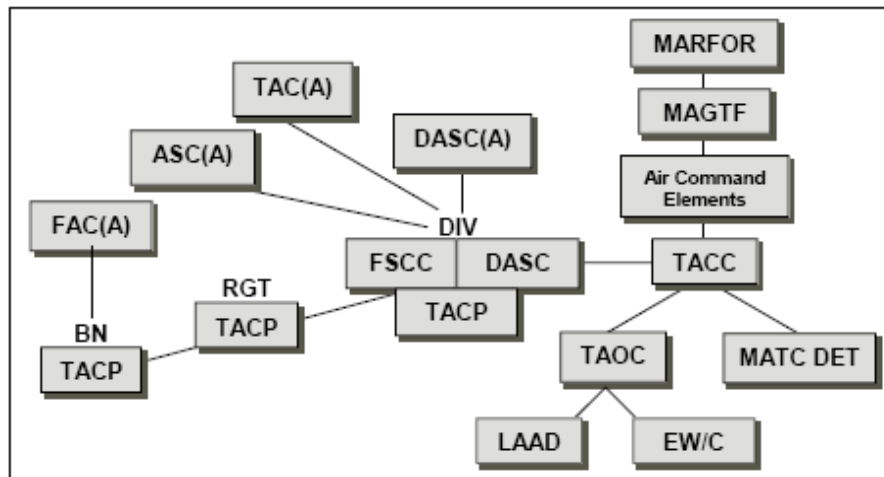 MARFOR
TAC(A)
MAGTF
DASC(A)
ASC(A)
Air Command
Elements
FAC(A)
DIV
FSCC
DASC
TACC
RGT
TACP
TACP
BN
TACP
TAOC
MATC DET
LAAD
EW/C